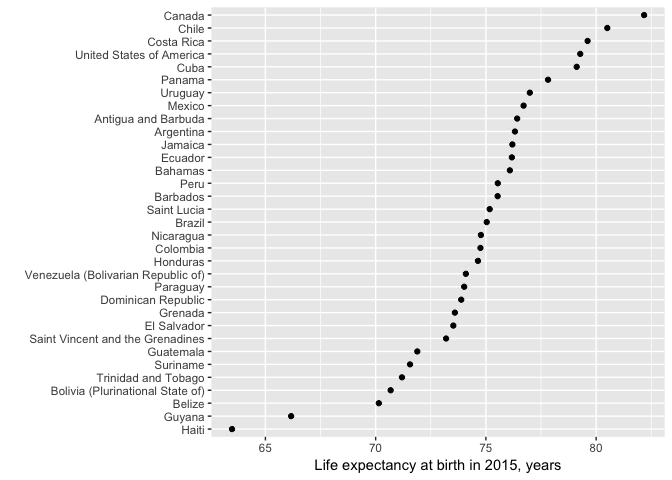 Canada
Chile
Costa Rica
United States of America
Cuba
Panama
Uruguay
Mexico
Antigua and Barbuda
Argentina
Jamaica
Ecuador
Bahamas
Peru
Barbados
Saint Lucia
Brazil
Nicaragua
Colombia
Honduras
Venezuela (Bolivarian Republic of)
Paraguay
Dominican Republic
Grenada
El Salvador
Saint Vincent and the Grenadines
Guatemala
Suriname
Trinidad and Tobago
Bolivia (Plurinational State of)
Belize
Guyana
Haiti
65 70 75 80
Life expectancy at birth in 2015, years